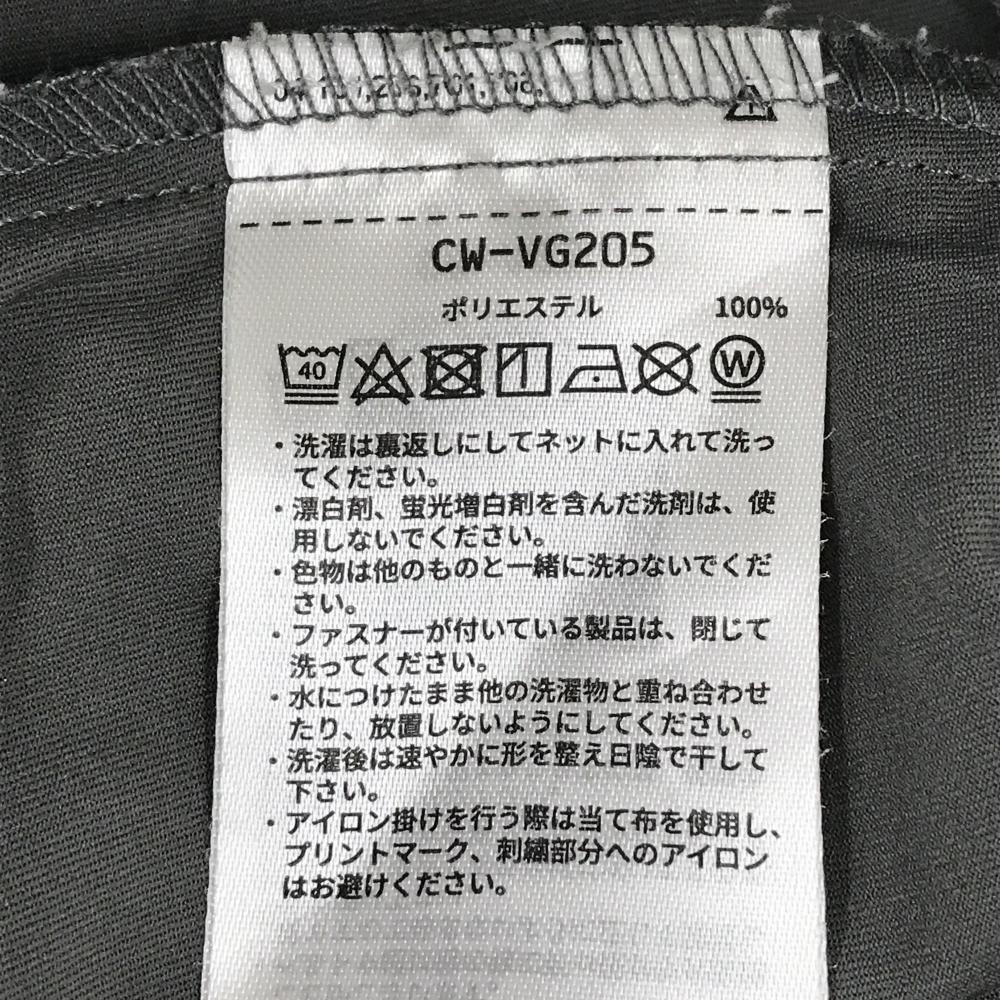 CW-VG205
ポリエステル 100%
40
W
・洗濯は裏返しにしてネットに入れて洗っ
てください。
・漂白剤、蛍光増白剤を含んだ洗剤は、使
用しないでください。
・色物は他のものと一緒に洗わないでくだ
さい。
・ファスナーが付いている製品は、閉じて
洗ってください。
・水につけたまま他の洗濯物と重ね合わせ
たり、放置しないようにしてください。
・洗濯後は速やかに形を整え日陰で干して
下さい。
・アイロン掛けを行う際は当て布を使用し、
プリントマーク、刺繍部分へのアイロン
はお避けください。